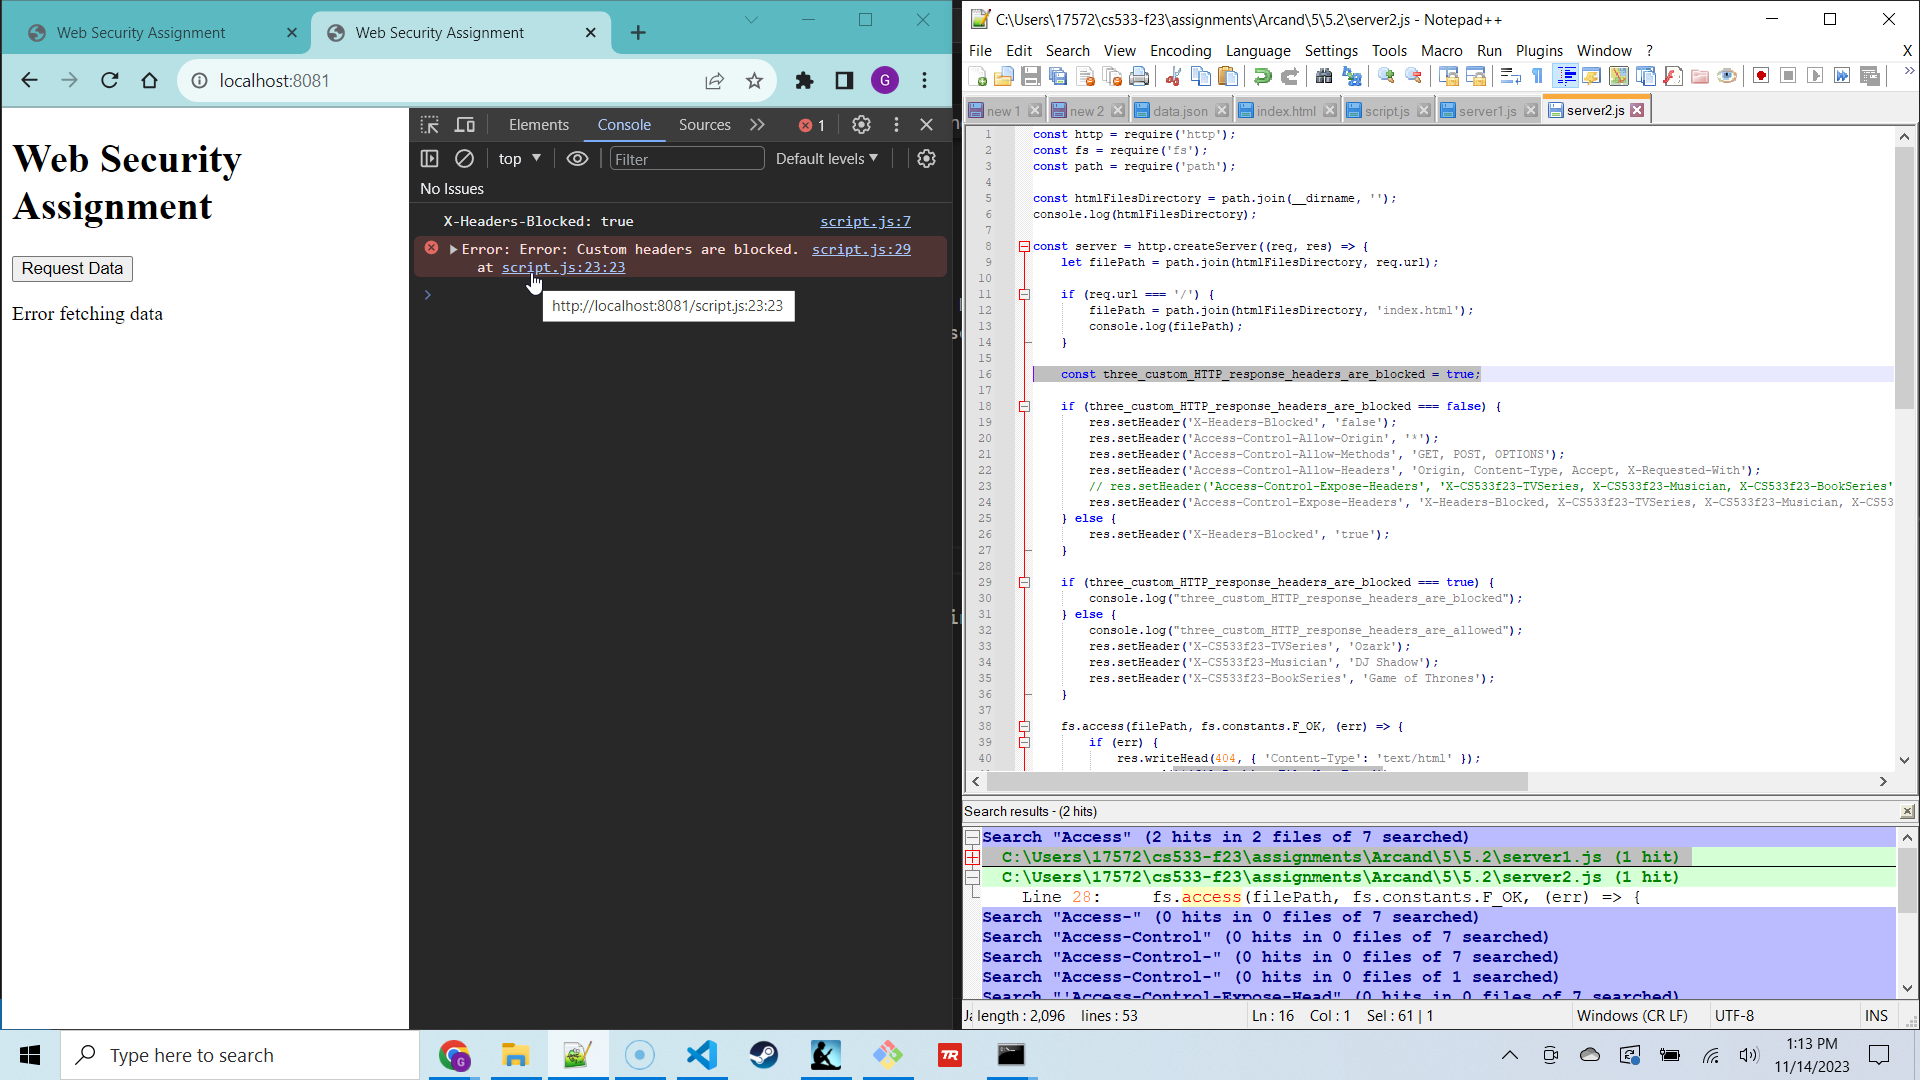 Web Security Assignment
Web Security Assignment
localhost:8081
G
Web Security
Assignment
Request Data
Error fetching data
Elements
Console
Sources
1
top
Filter
Default levels
No Issues
X-Headers-Blocked: true script.js:7
Error: Error: Custom headers are blocked. script.js:29
at script.js:23:23
http://localhost:8081/script.js:23:23
C:\Users\17572\cs533-f23\assignments\Arcand\5\5.2\server2.js - Notepad++
File Edit Search View Encoding Language Settings Tools Macro Run Plugins Window ? X
new 1 new 2 data.json index.html script.js server1.js server2.js
1 const http = require('http');
2 const fs = require('fs');
3 const path = require('path');
4
5 const htmlFilesDirectory = path.join(__dirname, '');
6 console.log(htmlFilesDirectory);
7
8 const server = http.createServer((req, res) => {
9 let filePath = path.join(htmlFilesDirectory, req.url);
10
11 if (req.url === '/') {
12 filePath = path.join(htmlFilesDirectory, 'index.html');
13 console.log(filePath);
14 }
15
16 const three_custom_HTTP_response_headers_are_blocked = true;
17
18 if (three_custom_HTTP_response_headers_are_blocked === false) {
19 res.setHeader('X-Headers-Blocked', 'false');
20 res.setHeader('Access-Control-Allow-Origin', '*');
21 res.setHeader('Access-Control-Allow-Methods', 'GET, POST, OPTIONS');
22 res.setHeader('Access-Control-Allow-Headers', 'Origin, Content-Type, Accept, X-Requested-With');
23 // res.setHeader('Access-Control-Expose-Headers', 'X-CS533f23-TVSeries, X-CS533f23-Musician, X-CS533f23-BookSeries'
24 res.setHeader('Access-Control-Expose-Headers', 'X-Headers-Blocked, X-CS533f23-TVSeries, X-CS533f23-Musician, X-CS53
25 } else {
26 res.setHeader('X-Headers-Blocked', 'true');
27 }
28
29 if (three_custom_HTTP_response_headers_are_blocked === true) {
30 console.log("three_custom_HTTP_response_headers_are_blocked");
31 } else {
32 console.log("three_custom_HTTP_response_headers_are_allowed");
33 res.setHeader('X-CS533f23-TVSeries', 'Ozark');
34 res.setHeader('X-CS533f23-Musician', 'DJ Shadow');
35 res.setHeader('X-CS533f23-BookSeries', 'Game of Thrones');
36 }
37
38 fs.access(filePath, fs.constants.F_OK, (err) => {
39 if (err) {
40 res.writeHead(404, { 'Content-Type': 'text/html' });
Search results - (2 hits)
Search "Access" (2 hits in 2 files of 7 searched)
C:\Users\17572\cs533-f23\assignments\Arcand\5\5.2\server1.js (1 hit)
C:\Users\17572\cs533-f23\assignments\Arcand\5\5.2\server2.js (1 hit)
Line 28: fs.access(filePath, fs.constants.F_OK, (err) => {
Search "Access-" (0 hits in 0 files of 7 searched)
Search "Access-Control" (0 hits in 0 files of 7 searched)
Search "Access-Control-" (0 hits in 0 files of 7 searched)
Search "Access-Control-" (0 hits in 0 files of 1 searched)
Search "'Access-Control-Expose-Head" (0 hits in 0 files of 7 searched)
length : 2,096 lines : 53 Ln : 16 Col : 1 Sel : 61 | 1 Windows (CR LF) UTF-8 INS
Type here to search
G
TR
1:13 PM
11/14/2023